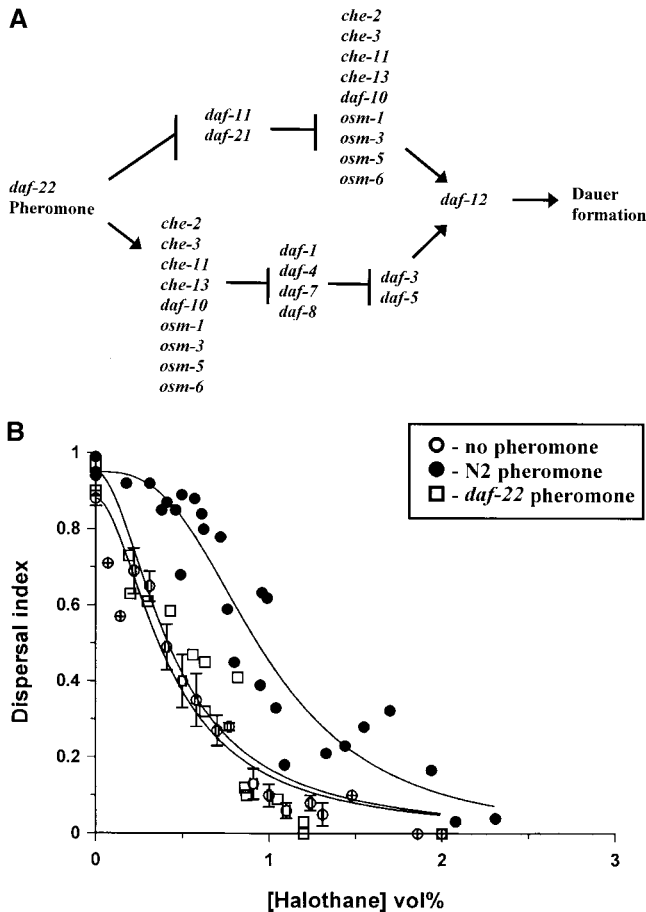 A
daf-22
Pheromone
daf-11
daf-21
che-2
che-3
che-11
che-13
daf-10
osm-1
osm-3
osm-5
osm-6
che-2
che-3
che-11
che-13
daf-10
osm-1
osm-3
osm-5
osm-6
daf-1
daf-4
daf-7
daf-8
daf-3
daf-5
daf-12
Dauer
formation
B
- no pheromone
- N2 pheromone
- daf-22 pheromone
Dispersal index
1
0.8
0.6
0.4
0.2
0
0 1 2 3
[Halothane] vol%